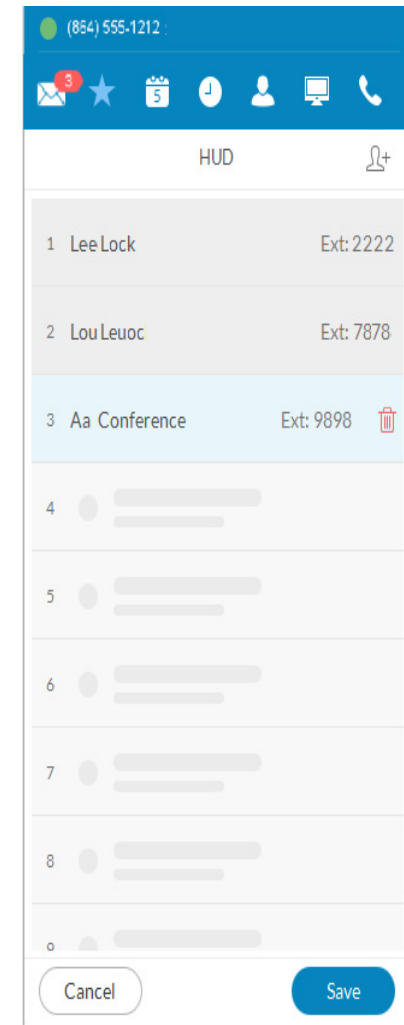 (864) 555-1212 :
3
5
HUD
1 Lee Lock Ext: 2222
2 Lou Leuoc Ext: 7878
3 Aa Conference Ext: 9898
4
5
6
7
8
Cancel Save